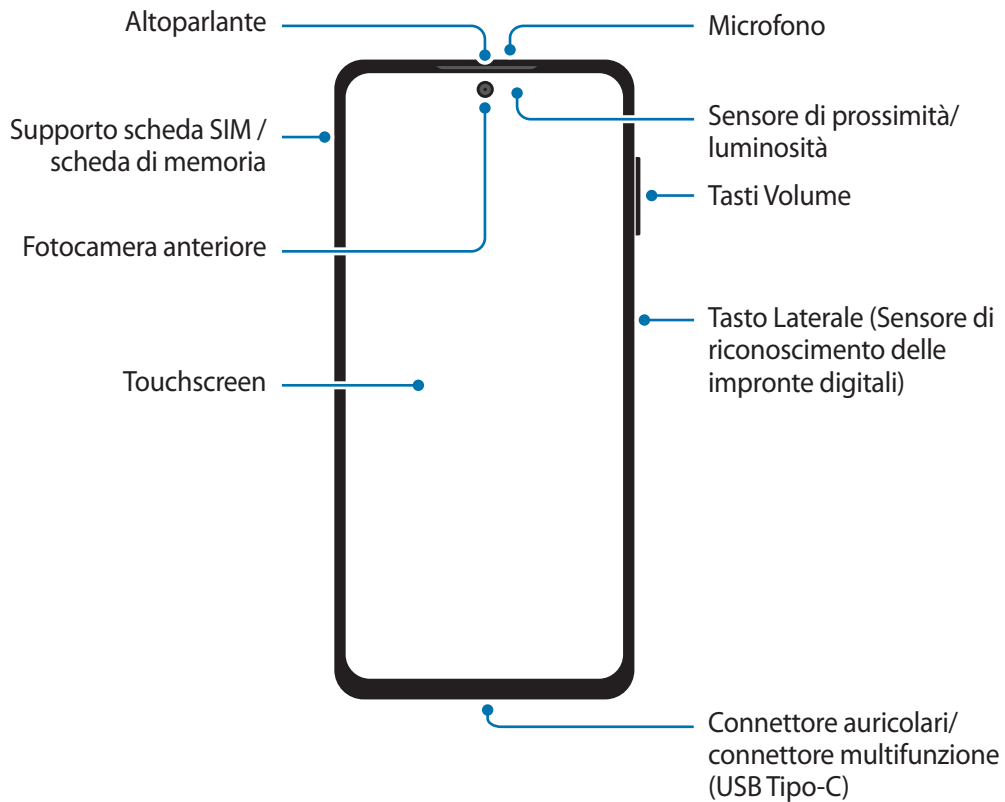 Altoparlante
Microfono
Supporto scheda SIM /
scheda di memoria
Sensore di prossimità/
luminosità
Tasti Volume
Fotocamera anteriore
Tasto Laterale (Sensore di
riconoscimento delle
impronte digitali)
Touchscreen
Connettore auricolari/
connettore multifunzione
(USB Tipo-C)